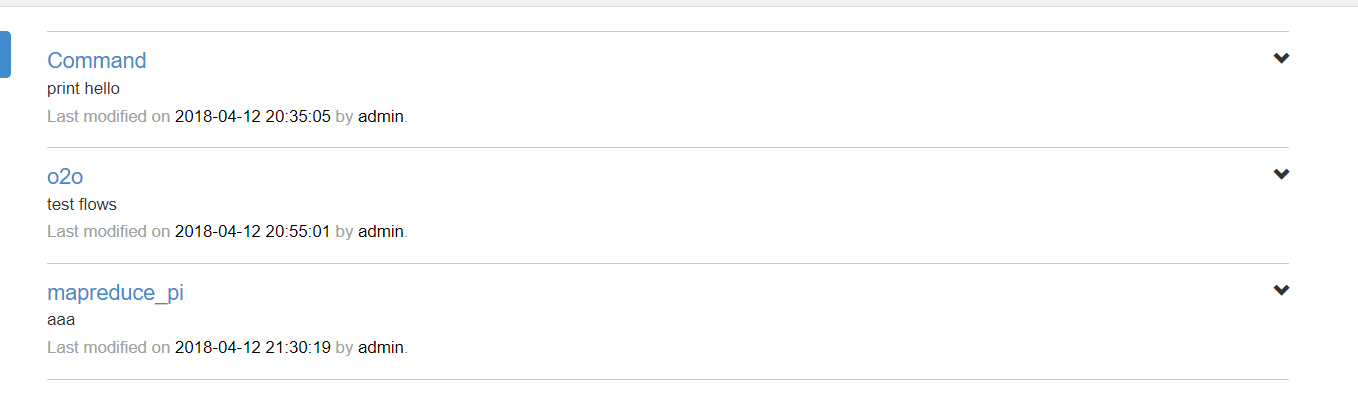 Command
print hello
Last modified on 2018-04-12 20:35:05 by admin.
o2o
test flows
Last modified on 2018-04-12 20:55:01 by admin.
mapreduce_pi
aaa
Last modified on 2018-04-12 21:30:19 by admin.